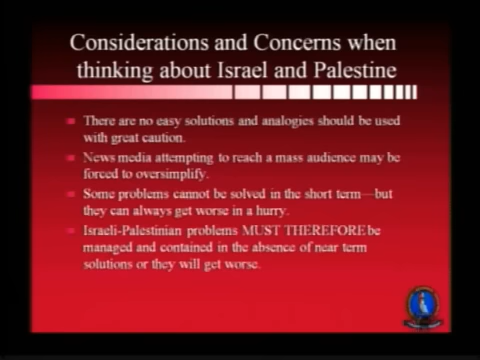 Considerations and Concerns when
thinking about Israel and Palestine
There are no easy solutions and analogies should be used
with great caution.
News media attempting to reach a mass audience may be
forced to oversimplify.
Some problems cannot be solved in the short term—but
they can always get worse in a hurry.
Israeli-Palestinian problems MUST THEREFORE be
managed and contained in the absence of near term
solutions or they will get worse.